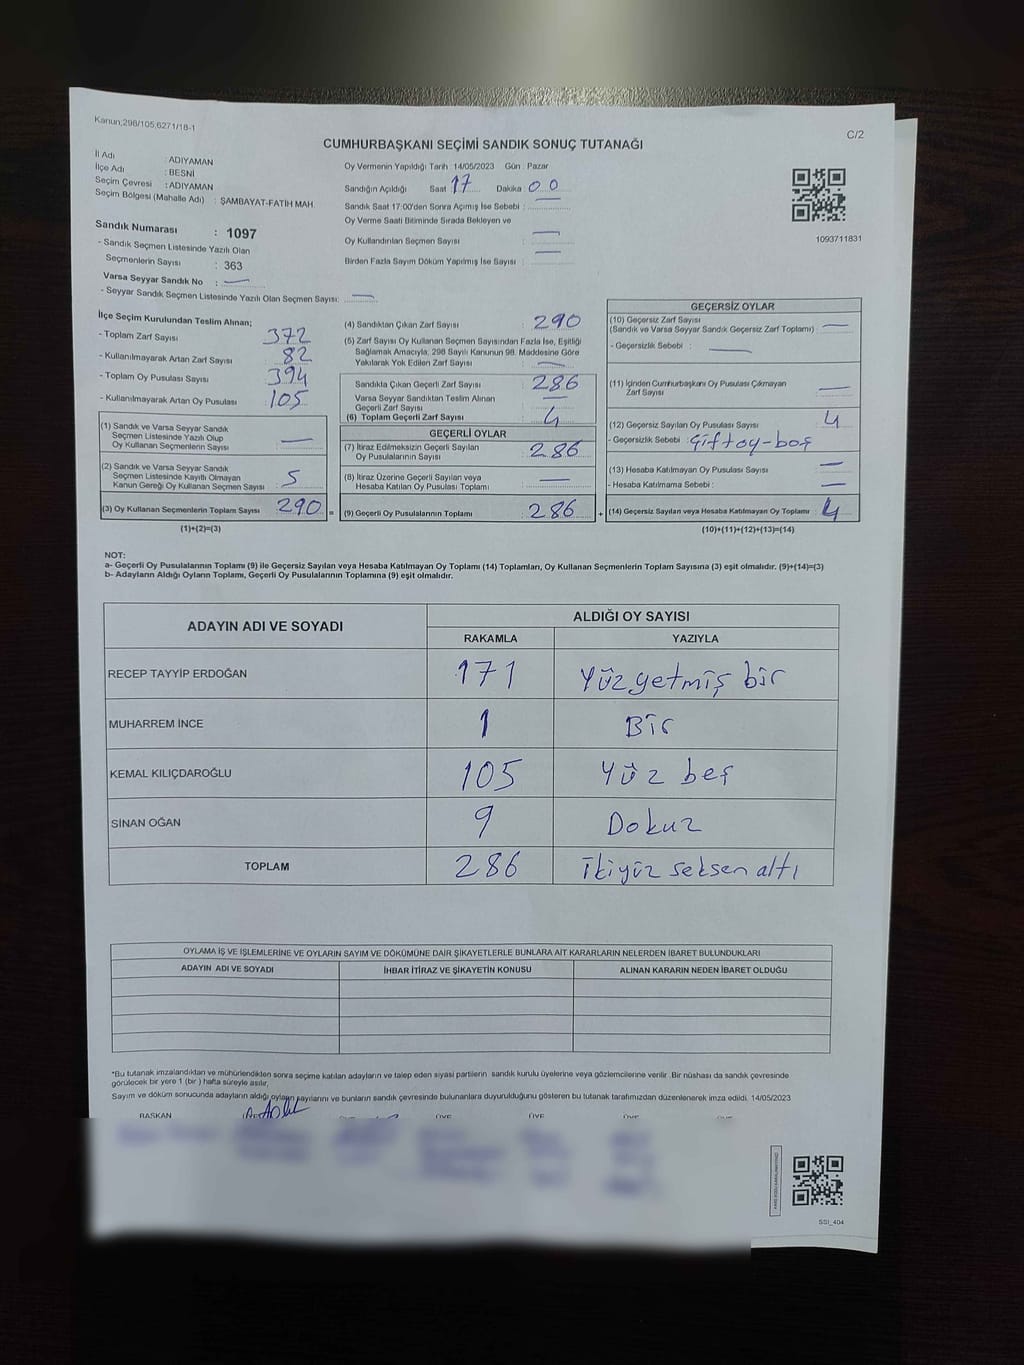 Kanun;298/105,6271/18-1
C/2
CUMHURBAŞKANI SEÇİMİ SANDIK SONUÇ TUTANAĞI
İl Adı : ADIYAMAN
İlçe Adı : BESNİ
Seçim Çevresi : ADIYAMAN
Seçim Bölgesi (Mahalle Adı) : ŞAMBAYAT-FATİH MAH.
Sandık Numarası : 1097
- Sandık Seçmen Listesinde Yazılı Olan
Seçmenlerin Sayısı : 363
Varsa Seyyar Sandık No : —
- Seyyar Sandık Seçmen Listesinde Yazılı Olan Seçmen Sayısı: —
Oy Vermenin Yapıldığı Tarih 14/05/2023 Gün Pazar
Sandığın Açıldığı Saat 17 Dakika 00
Sandık Saat 17:00'den Sonra Açımış İse Sebebi : —
Oy Verme Saati Bitiminde Sırada Bekleyen ve
Oy Kullandırılan Seçmen Sayısı —
Birden Fazla Sayım Döküm Yapılmış İse Sayısı : —
1093711831
İlçe Seçim Kurulundan Teslim Alınan;
- Toplam Zarf Sayısı 372
- Kullanılmayarak Artan Zarf Sayısı 82
- Toplam Oy Pusulası Sayısı 394
- Kullanılmayarak Artan Oy Pusulası 105
(1) Sandık ve Varsa Seyyar Sandık
Seçmen Listesinde Yazılı Olup
Oy Kullanan Seçmenlerin Sayısı —
(2) Sandık ve Varsa Seyyar Sandık
Seçmen Listesinde Kayıtlı Olmayan
Kanun Gereği Oy Kullanan Seçmen Sayısı 5
(3) Oy Kullanan Seçmenlerin Toplam Sayısı 290 =
(1)+(2)=(3)
(4) Sandıktan Çıkan Zarf Sayısı : 290
(5) Zarf Sayısı Oy Kullanan Seçmen Sayısından Fazla İse, Eşitliği
Sağlamak Amacıyla, 298 Sayılı Kanunun 98. Maddesine Göre
Yakılarak Yok Edilen Zarf Sayısı : —
Sandıkla Çıkan Geçerli Zarf Sayısı : 286
Varsa Seyyar Sandıktan Teslim Alınan
Geçerli Zarf Sayısı —
(6) Toplam Geçerli Zarf Sayısı 4
GEÇERLİ OYLAR
(7) İtiraz Edilmeksizin Geçerli Sayılan
Oy Pusulalarının Sayısı : 286
(8) İtiraz Üzerine Geçerli Sayılan veya
Hesaba Katılan Oy Pusulası Toplamı —
(9) Geçerli Oy Pusulalarının Toplamı 286 +
GEÇERSİZ OYLAR
(10) Geçersiz Zarf Sayısı
(Sandık ve Varsa Seyyar Sandık Geçersiz Zarf Toplamı) —
- Geçersizlik Sebebi : —
(11) İçinden Cumhurbaşkanı Oy Pusulası Çıkmayan
Zarf Sayısı —
(12) Geçersiz Sayılan Oy Pusulası Sayısı 4
- Geçersizlik Sebebi : Çift oy-boş
(13) Hesaba Katılmayan Oy Pusulası Sayısı —
- Hesaba Katılmama Sebebi : —
(14) Geçersiz Sayılan veya Hesaba Katılmayan Oy Toplamı 4
(10)+(11)+(12)+(13)=(14)
NOT:
a- Geçerli Oy Pusulalarının Toplamı (9) ile Geçersiz Sayılan veya Hesaba Katılmayan Oy Toplamı (14) Toplamları, Oy Kullanan Seçmenlerin Toplam Sayısına (3) eşit olmalıdır. (9)+(14)=(3)
b- Adayların Aldığı Oyların Toplamı, Geçerli Oy Pusulalarının Toplamına (9) eşit olmalıdır.
ADAYIN ADI VE SOYADI ALDIĞI OY SAYISI
RAKAMLA YAZIYLA
RECEP TAYYİP ERDOĞAN 171 Yüz yetmiş bir
MUHARREM İNCE 1 Bir
KEMAL KILIÇDAROĞLU 105 Yüz beş
SİNAN OĞAN 9 Dokuz
TOPLAM 286 ikiyüz seksen altı
OYLAMA İŞ VE İŞLEMLERİNE VE OYLARIN SAYIM VE DÖKÜMÜNE DAİR ŞİKAYETLERLE BUNLARA AİT KARARLARIN NELERDEN İBARET BULUNDUKLARI
ADAYIN ADI VE SOYADI İHBAR İTİRAZ VE ŞİKAYETİN KONUSU ALINAN KARARIN NEDEN İBARET OLDUĞU
*Bu tutanak imzalandıktan ve mühürlendikten sonra seçime katılan adayların ve talep eden siyasi partilerin sandık kurulu üyelerine veya gözlemcilerine verilir. Bir nüshası da sandık çevresinde
görülecek bir yere 1 (bir) hafta süreyle asılır.
Sayım ve döküm sonucunda adayların aldığı oyların sayılarını ve bunların sandık çevresinde bulunanlara duyurulduğunu gösteren bu tutanak tarafımızdan düzenlenerek imza edildi. 14/05/2023
BAŞKAN ÜYE ÜYE ÜYE ÜYE
SSI_404